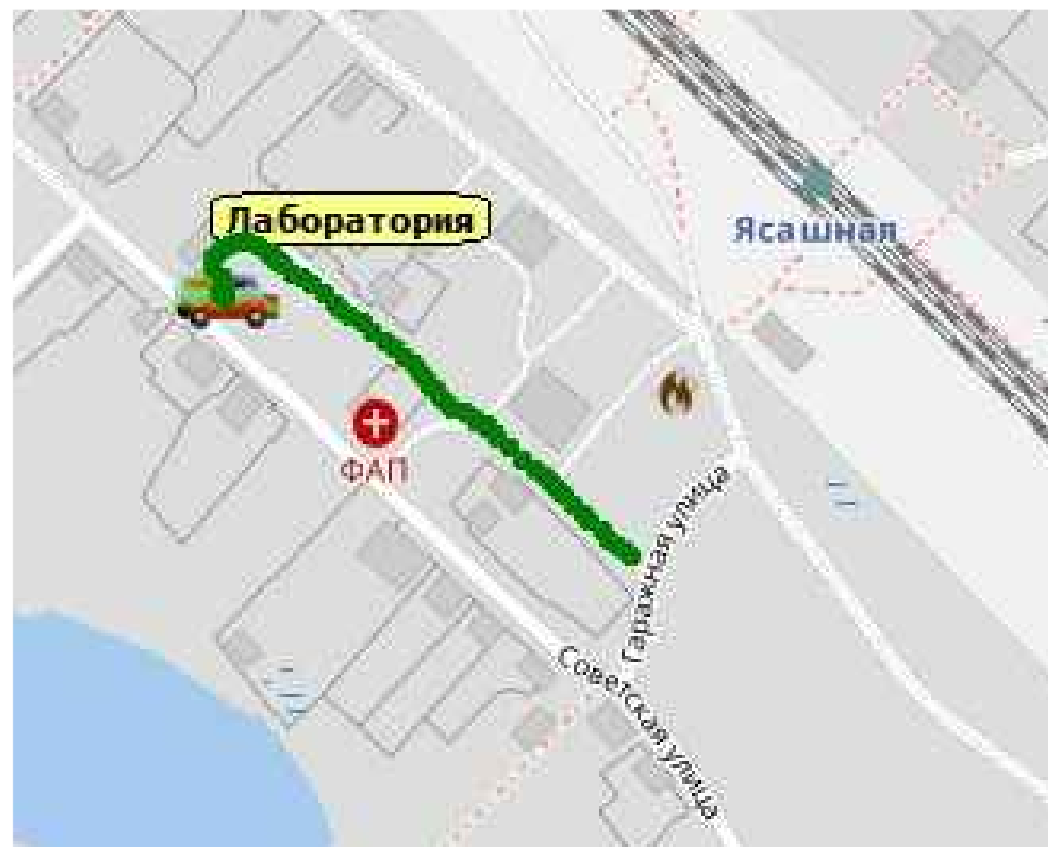 Лаборатория
Ясашная
ФАП
Гаражная улица
Советская улица